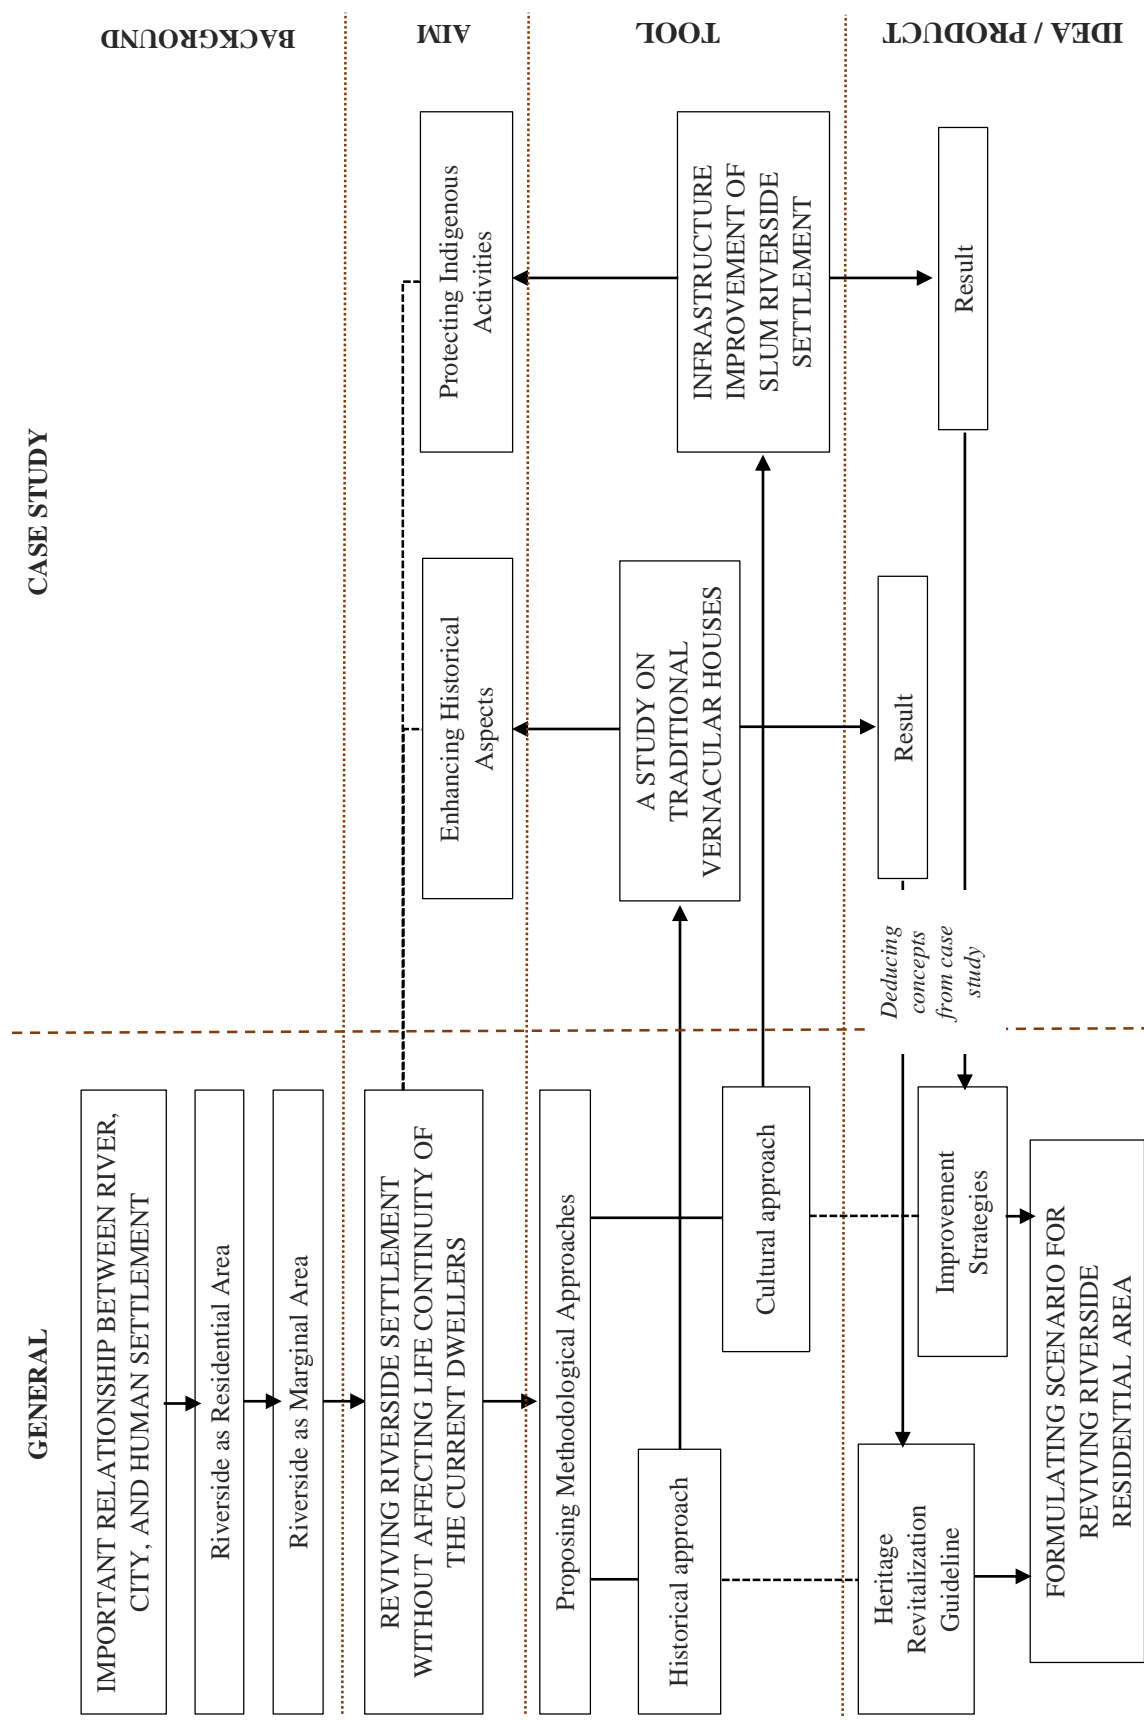 GENERAL
CASE STUDY
BACKGROUND
IMPORTANT RELATIONSHIP BETWEEN RIVER,
CITY, AND HUMAN SETTLEMENT
Riverside as Residential Area
Riverside as Marginal Area
AIM
REVIVING RIVERSIDE SETTLEMENT
WITHOUT AFFECTING LIFE CONTINUITY OF
THE CURRENT DWELLERS
Enhancing Historical
Aspects
Protecting Indigenous
Activities
TOOL
Proposing Methodological Approaches
Historical approach
Cultural approach
A STUDY ON
TRADITIONAL
VERNACULAR HOUSES
INFRASTRUCTURE
IMPROVEMENT OF
SLUM RIVERSIDE
SETTLEMENT
IDEA / PRODUCT
Heritage
Revitalization
Guideline
Improvement
Strategies
Deducing
concepts
from case
study
Result
Result
FORMULATING SCENARIO FOR
REVIVING RIVERSIDE
RESIDENTIAL AREA